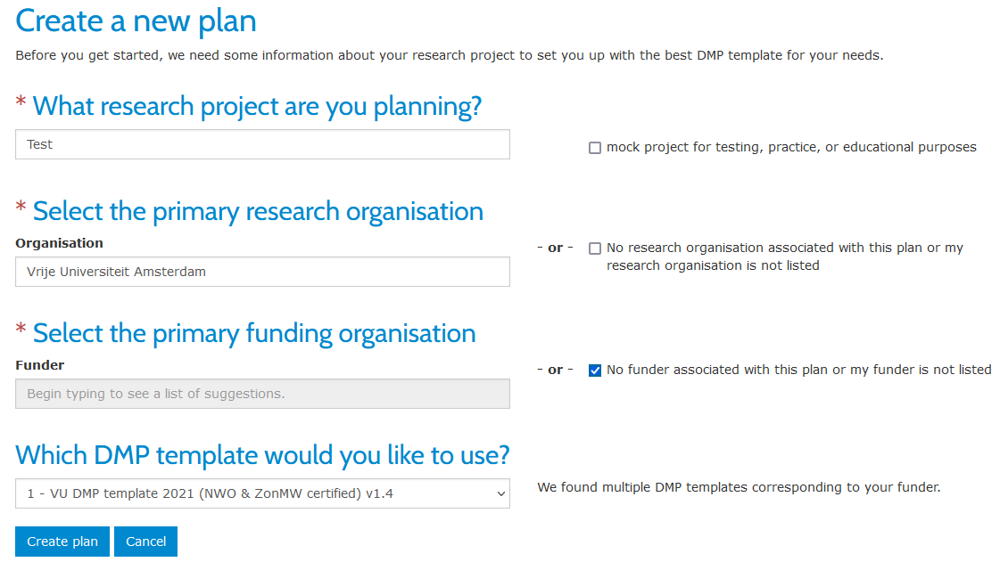 Create a new plan
Before you get started, we need some information about your research project to set you up with the best DMP template for your needs.
* What research project are you planning?
Test
mock project for testing, practice, or educational purposes
* Select the primary research organisation
Organisation
Vrije Universiteit Amsterdam
- or -
No research organisation associated with this plan or my
research organisation is not listed
* Select the primary funding organisation
Funder
Begin typing to see a list of suggestions.
- or -
No funder associated with this plan or my funder is not listed
Which DMP template would you like to use?
1 - VU DMP template 2021 (NWO & ZonMW certified) v1.4
We found multiple DMP templates corresponding to your funder.
Create plan
Cancel